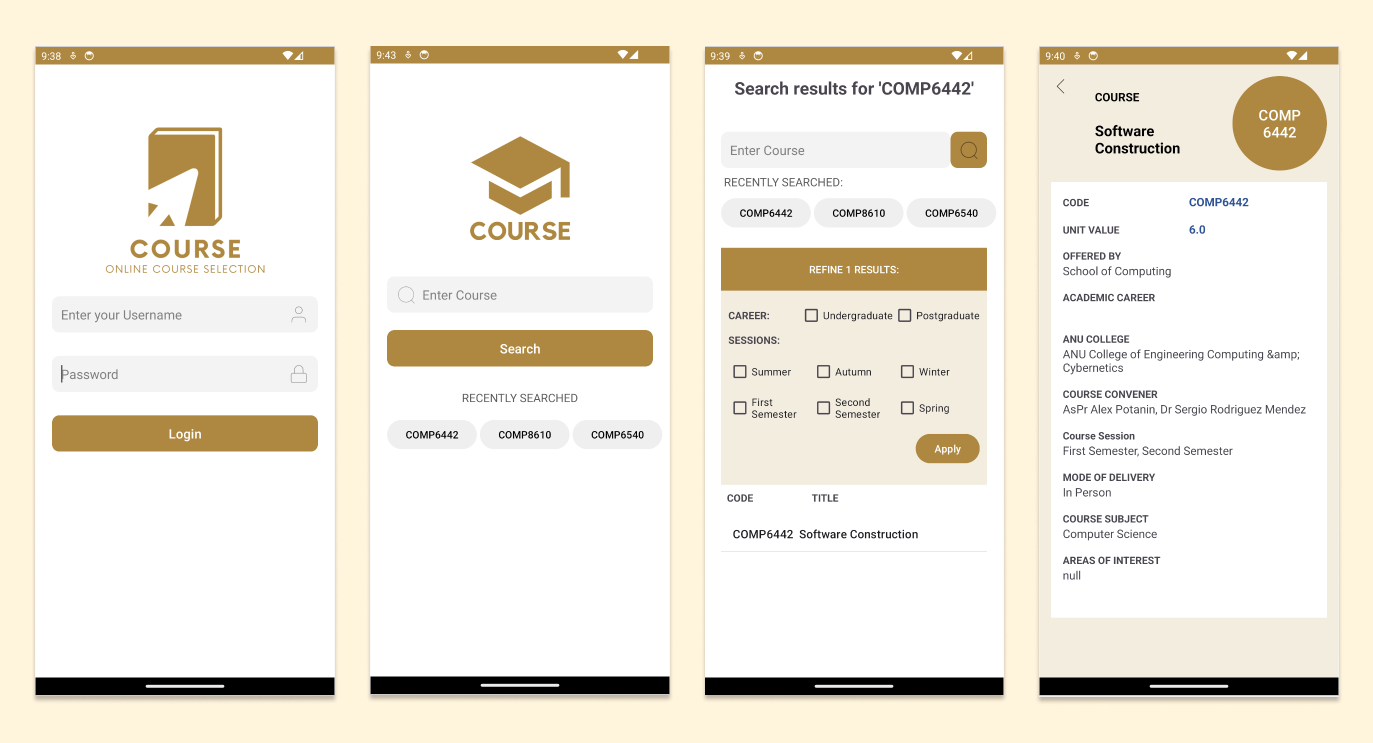 9:38
COURSE
ONLINE COURSE SELECTION
Enter your Username
Password
Login
9:43
COURSE
Enter Course
Search
RECENTLY SEARCHED
COMP6442 COMP8610 COMP6540
9:39
Search results for 'COMP6442'
Enter Course
RECENTLY SEARCHED:
COMP6442 COMP8610 COMP6540
REFINE 1 RESULTS:
CAREER: Undergraduate Postgraduate
SESSIONS:
Summer Autumn Winter
First
Semester
Second
Semester
Spring
Apply
CODE TITLE
COMP6442 Software Construction
9:40
COURSE
Software
Construction
COMP
6442
CODE COMP6442
UNIT VALUE 6.0
OFFERED BY
School of Computing
ACADEMIC CAREER
ANU COLLEGE
ANU College of Engineering Computing &amp;
Cybernetics
COURSE CONVENER
AsPr Alex Potanin, Dr Sergio Rodriguez Mendez
Course Session
First Semester, Second Semester
MODE OF DELIVERY
In Person
COURSE SUBJECT
Computer Science
AREAS OF INTEREST
null